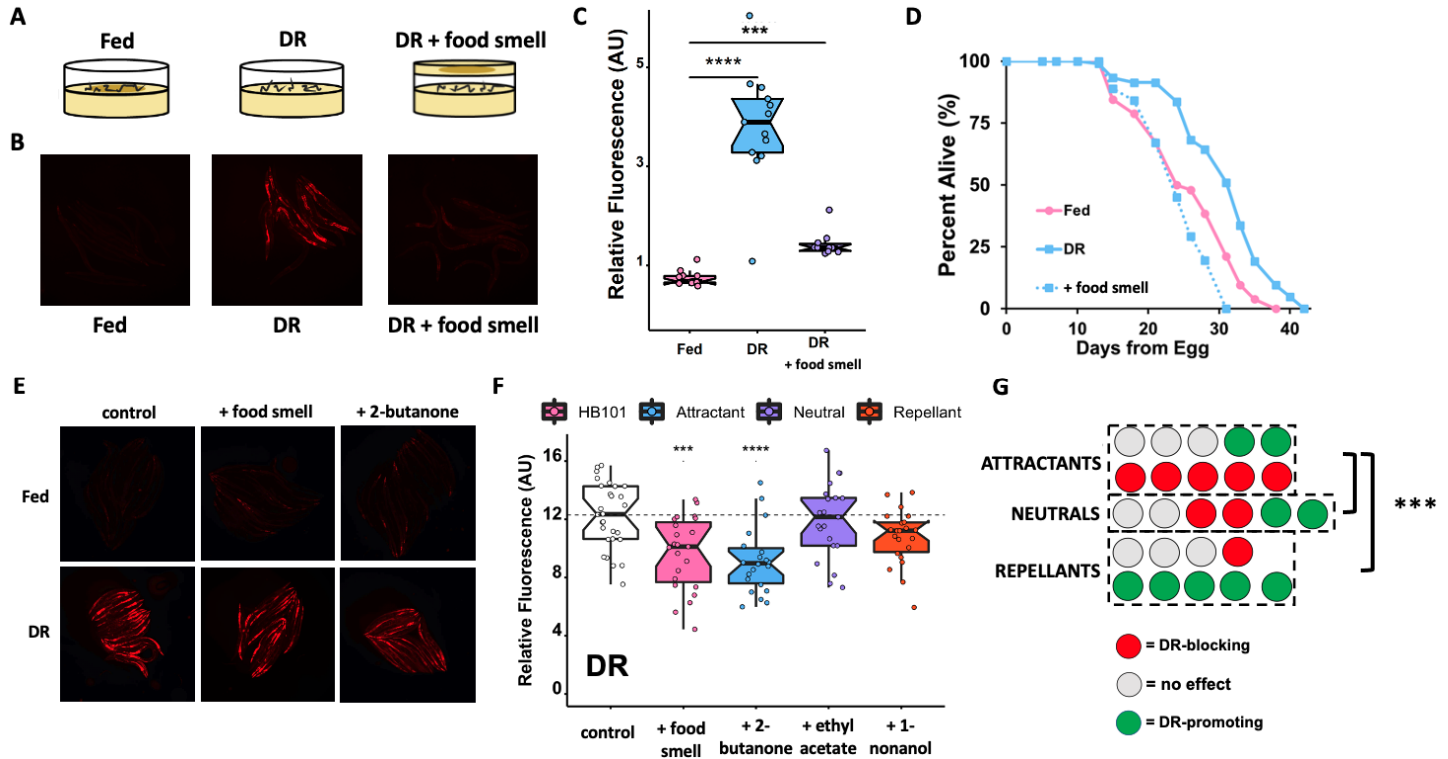 A
Fed
DR
DR + food smell
B
Fed
DR
DR + food smell
C
Relative Fluorescence (AU)
5
3
1
***
****
Fed
DR
DR
+ food smell
D
Percent Alive (%)
100
75
50
25
0
Fed
DR
+ food smell
0
10
20
30
40
Days from Egg
E
control
+ food smell
+ 2-butanone
Fed
DR
F
HB101
Attractant
Neutral
Repellant
Relative Fluorescence (AU)
16
12
8
4
0
***
****
DR
control
+ food
smell
+ 2-
butanone
+ ethyl
acetate
+ 1-
nonanol
G
ATTRACTANTS
NEUTRALS
REPELLANTS
***
= DR-blocking
= no effect
= DR-promoting